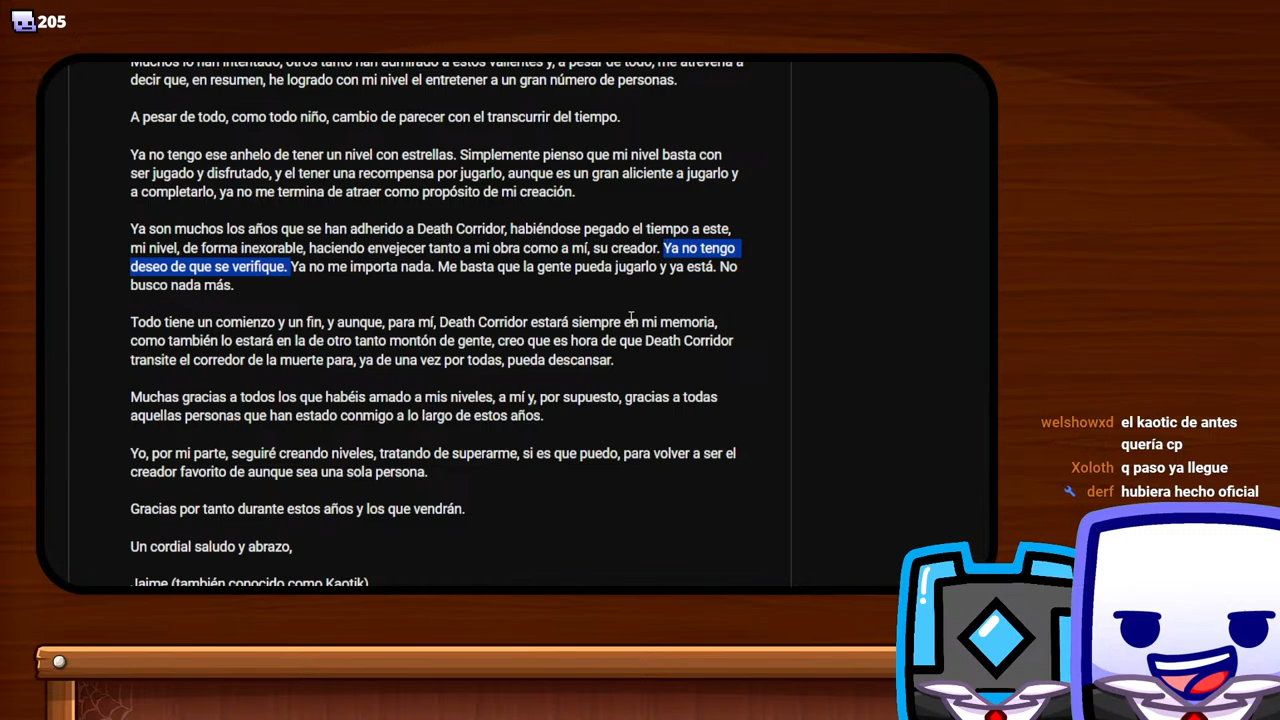 205
Muchos lo han intentado, otros tanto han admirado a estos valientes y, a pesar de todo, me atrevería a
decir que, en resumen, he logrado con mi nivel el entretener a un gran número de personas.
A pesar de todo, como todo niño, cambio de parecer con el transcurrir del tiempo.
Ya no tengo ese anhelo de tener un nivel con estrellas. Simplemente pienso que mi nivel basta con
ser jugado y disfrutado, y el tener una recompensa por jugarlo, aunque es un gran aliciente a jugarlo y
a completarlo, ya no me termina de atraer como propósito de mi creación.
Ya son muchos los años que se han adherido a Death Corridor, habiéndose pegado el tiempo a este,
mi nivel, de forma inexorable, haciendo envejecer tanto a mi obra como a mí, su creador. Ya no tengo
deseo de que se verifique. Ya no me importa nada. Me basta que la gente pueda jugarlo y ya está. No
busco nada más.
Todo tiene un comienzo y un fin, y aunque, para mí, Death Corridor estará siempre en mi memoria,
como también lo estará en la de otro tanto montón de gente, creo que es hora de que Death Corridor
transite el corredor de la muerte para, ya de una vez por todas, pueda descansar.
Muchas gracias a todos los que habéis amado a mis niveles, a mí y, por supuesto, gracias a todas
aquellas personas que han estado conmigo a lo largo de estos años.
Yo, por mi parte, seguiré creando niveles, tratando de superarme, si es que puedo, para volver a ser el
creador favorito de aunque sea una sola persona.
Gracias por tanto durante estos años y los que vendrán.
Un cordial saludo y abrazo,
Jaime (también conocido como Kaotik)
welshowxd el kaotic de antes
quería cp
Xoloth q paso ya llegue
derf hubiera hecho oficial